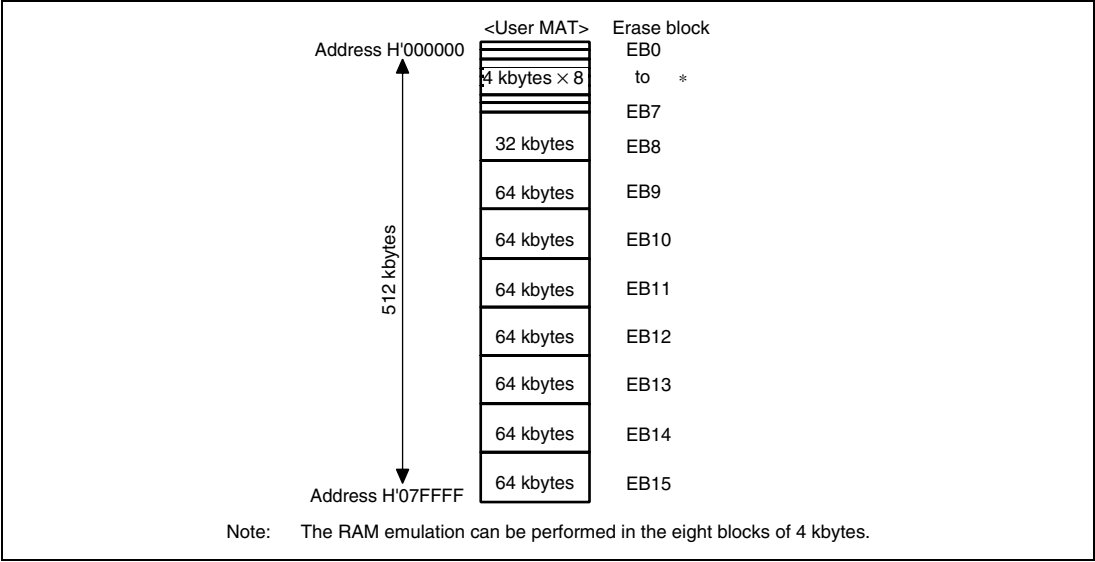 <User MAT> Erase block
Address H'000000 EB0
4 kbytes × 8 to *
EB7
32 kbytes EB8
64 kbytes EB9
64 kbytes EB10
64 kbytes EB11
64 kbytes EB12
64 kbytes EB13
64 kbytes EB14
64 kbytes EB15
512 kbytes
Address H'07FFFF
Note: The RAM emulation can be performed in the eight blocks of 4 kbytes.